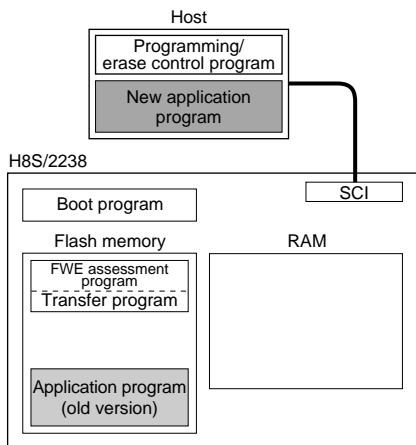 Host
Programming/
erase control program
New application
program
H8S/2238
SCI
Boot program
Flash memory
RAM
FWE assessment
program
Transfer program
Application program
(old version)